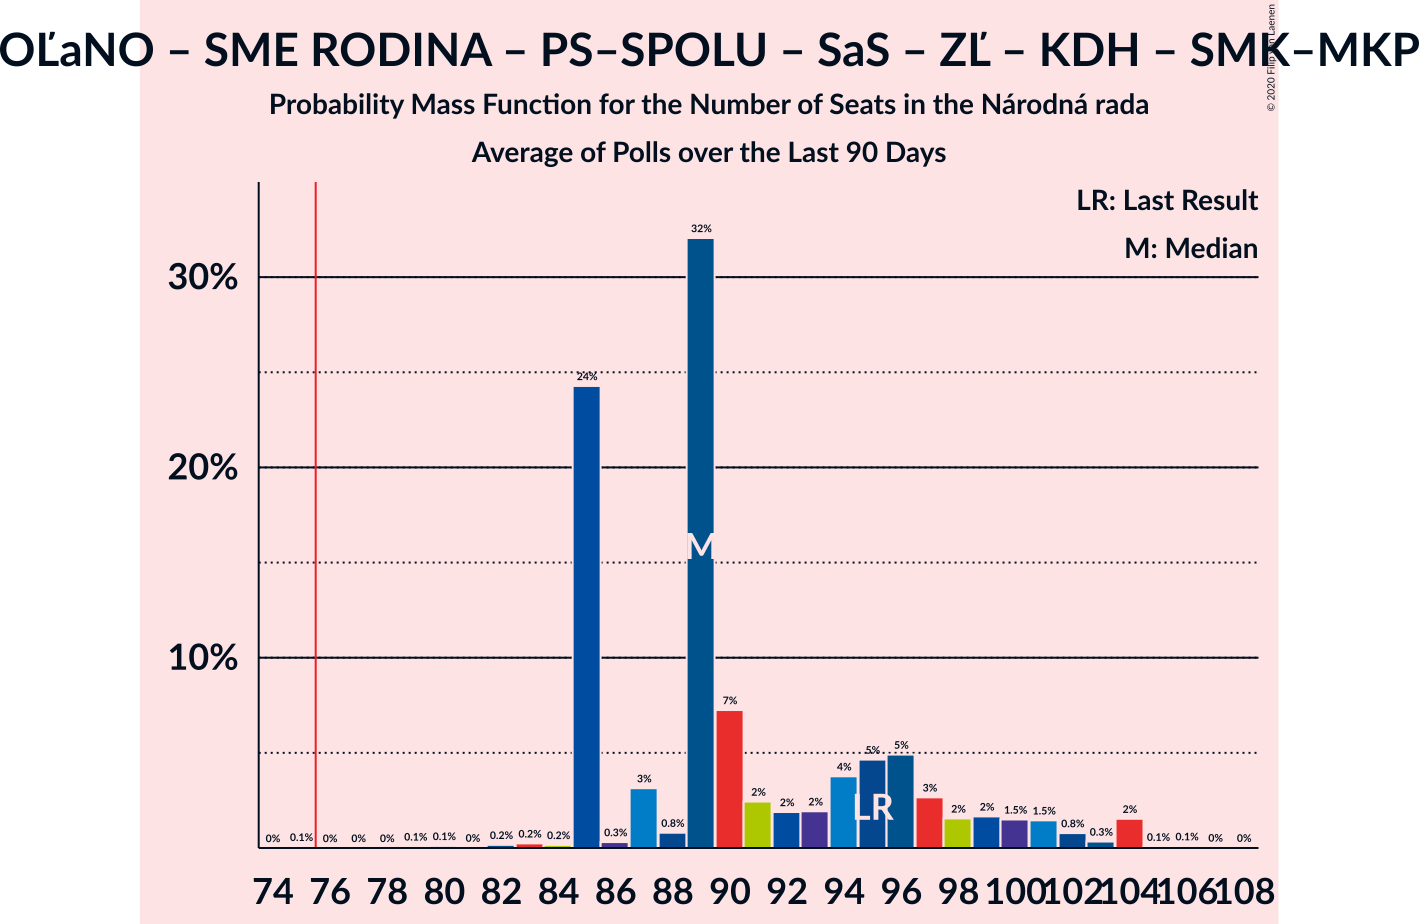 OĽaNO – SME RODINA – PS–SPOLU – SaS – ZĽ – KDH – SMK–MKP
Probability Mass Function for the Number of Seats in the Národná rada
Average of Polls over the Last 90 Days
© 2020 Filip van Laenen
LR: Last Result
M: Median
30%
20%
10%
0% 0.1% 0% 0% 0% 0.1% 0.1% 0% 0.2% 0.2% 0.2% 24% 0.3% 3% 0.8% 32% 7% 2% 2% 2% 4% 5% 5% 3% 2% 2% 1.5% 1.5% 0.8% 0.3% 2% 0.1% 0.1% 0% 0%
M
LR
74 76 78 80 82 84 86 88 90 92 94 96 98 100 102 104 106 108